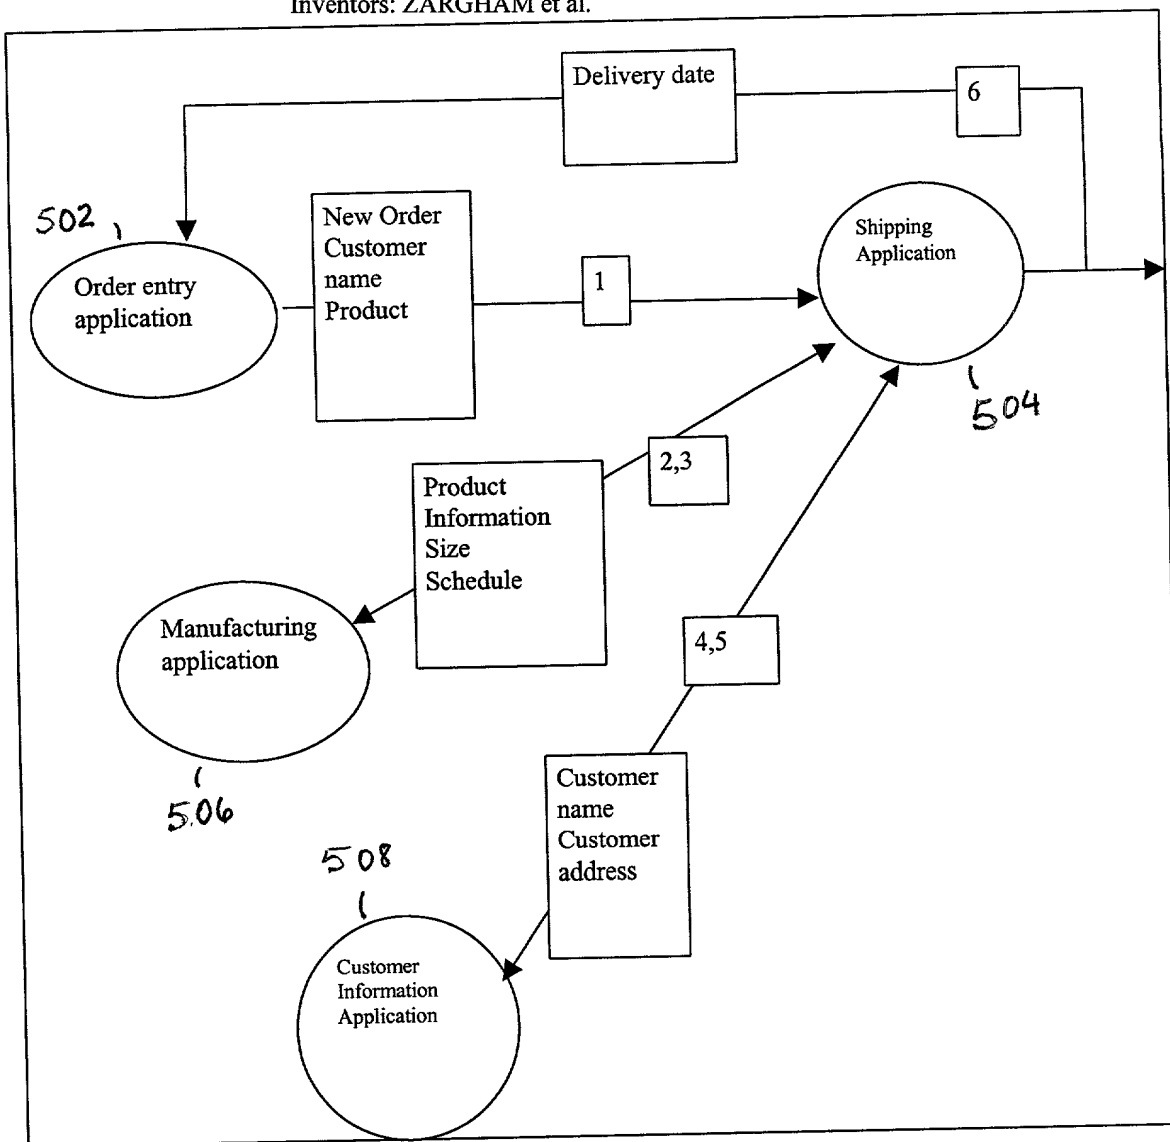 Inventors: ZARGHAM et al.
Delivery date
6
502
New Order
Customer
name
Product
1
Shipping
Application
Order entry
application
504
2,3
Product
Information
Size
Schedule
Manufacturing
application
4,5
506
Customer
name
Customer
address
508
Customer
Information
Application